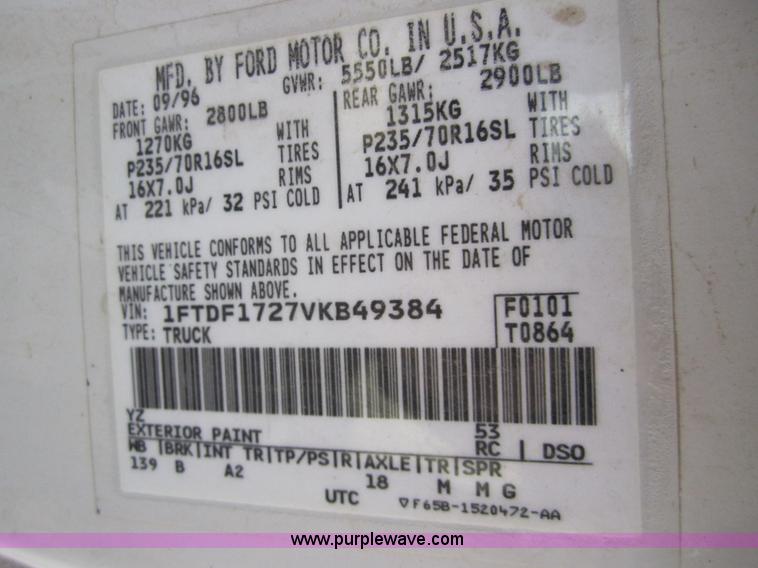 MFD. BY FORD MOTOR CO. IN U.S.A.
DATE: 09/96 GVWR: 5550LB/ 2517KG
FRONT GAWR: 2800LB
1270KG WITH
P235/70R16SL TIRES
16X7.0J RIMS
AT 221 kPa/ 32 PSI COLD
REAR GAWR: 2900LB
1315KG WITH
P235/70R16SL TIRES
16X7.0J RIMS
AT 241 kPa/ 35 PSI COLD
THIS VEHICLE CONFORMS TO ALL APPLICABLE FEDERAL MOTOR
VEHICLE SAFETY STANDARDS IN EFFECT ON THE DATE OF
MANUFACTURE SHOWN ABOVE.
VIN: 1FTDF1727VKB49384 F0101
TYPE: TRUCK T0864
YZ
EXTERIOR PAINT 53
RC | DSO
WB |BRK|INT TR|TP/PS|R|AXLE|TR|SPR
139 B A2 18 M M G
UTC ▽F65B-1520472-AA
www.purplewave.com